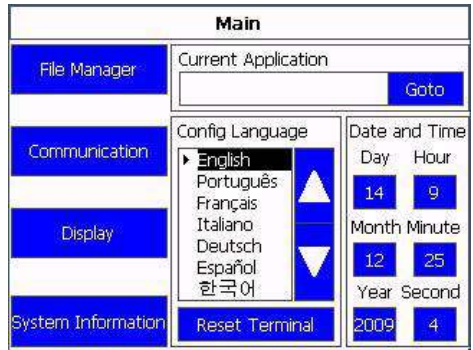 Main
File Manager
Communication
Display
System Information
Current Application
Goto
Config Language
English
Português
Français
Italiano
Deutsch
Español
한국어
Reset Terminal
Date and Time
Day Hour
14 9
Month Minute
12 25
Year Second
2009 4